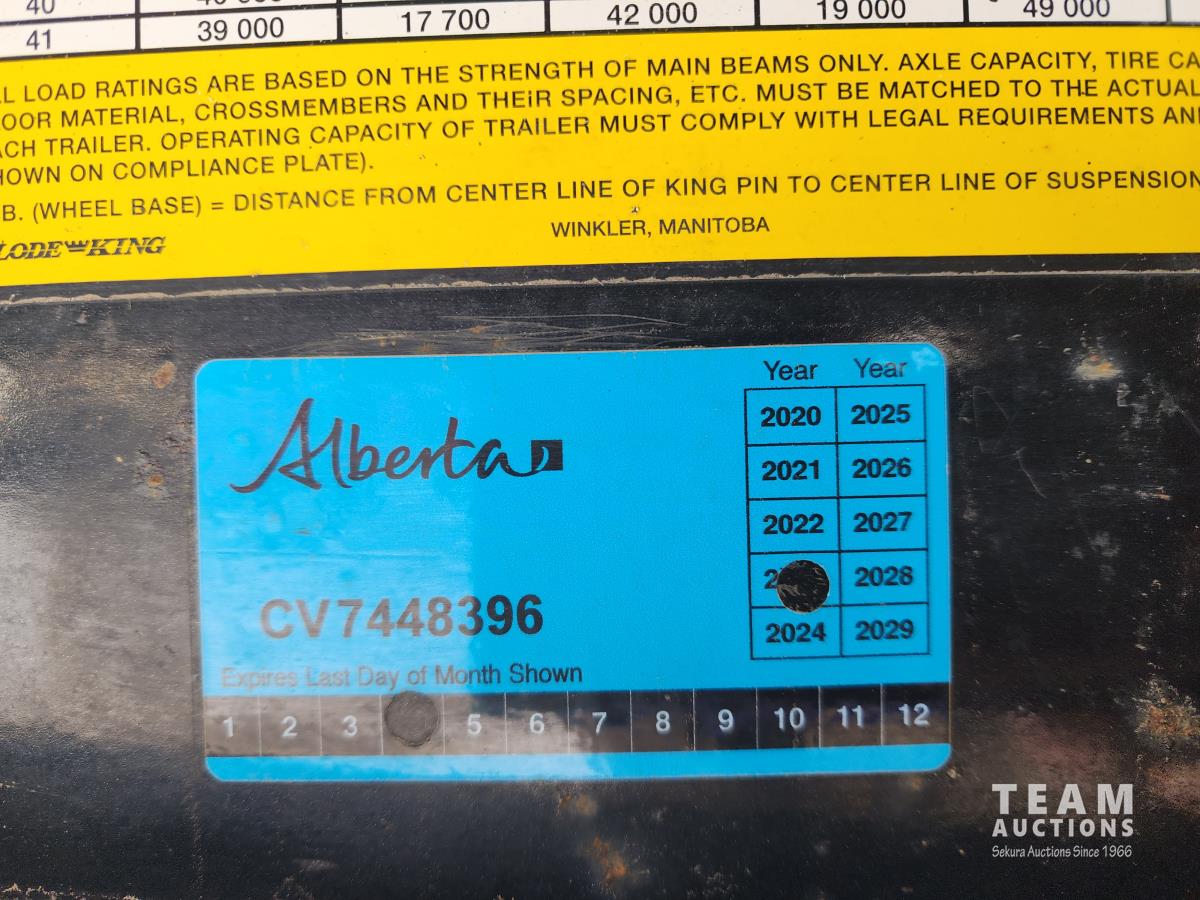 40
41 39 000 17 700 42 000 19 000 49 000
LOAD RATINGS ARE BASED ON THE STRENGTH OF MAIN BEAMS ONLY. AXLE CAPACITY, TIRE CA
OOR MATERIAL, CROSSMEMBERS AND THEIR SPACING, ETC. MUST BE MATCHED TO THE ACTUAL
ACH TRAILER. OPERATING CAPACITY OF TRAILER MUST COMPLY WITH LEGAL REQUIREMENTS AN
HOWN ON COMPLIANCE PLATE).
B. (WHEEL BASE) = DISTANCE FROM CENTER LINE OF KING PIN TO CENTER LINE OF SUSPENSION
LODE KING
WINKLER, MANITOBA
Alberta
Year Year
2020 2025
2021 2026
2022 2027
2 2028
2024 2029
CV7448396
Expires Last Day of Month Shown
1 2 3 5 6 7 8 9 10 11 12
TEAM
AUCTIONS
Sekura Auctions Since 1966